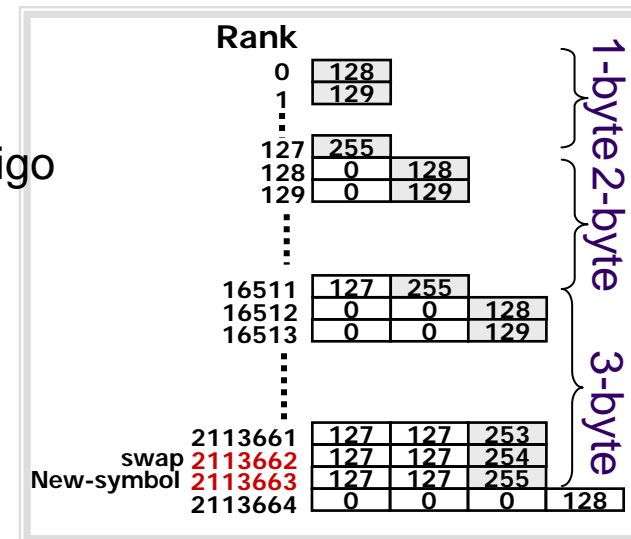 Rank
0 128
1 129
igo
127 255
128 0 128
129 0 129
16511 127 255
16512 0 0 128
16513 0 0 129
2113661 127 127 253
swap 2113662 127 127 254
New-symbol 2113663 127 127 255
2113664 0 0 0 128
1-byte
2-byte
3-byte